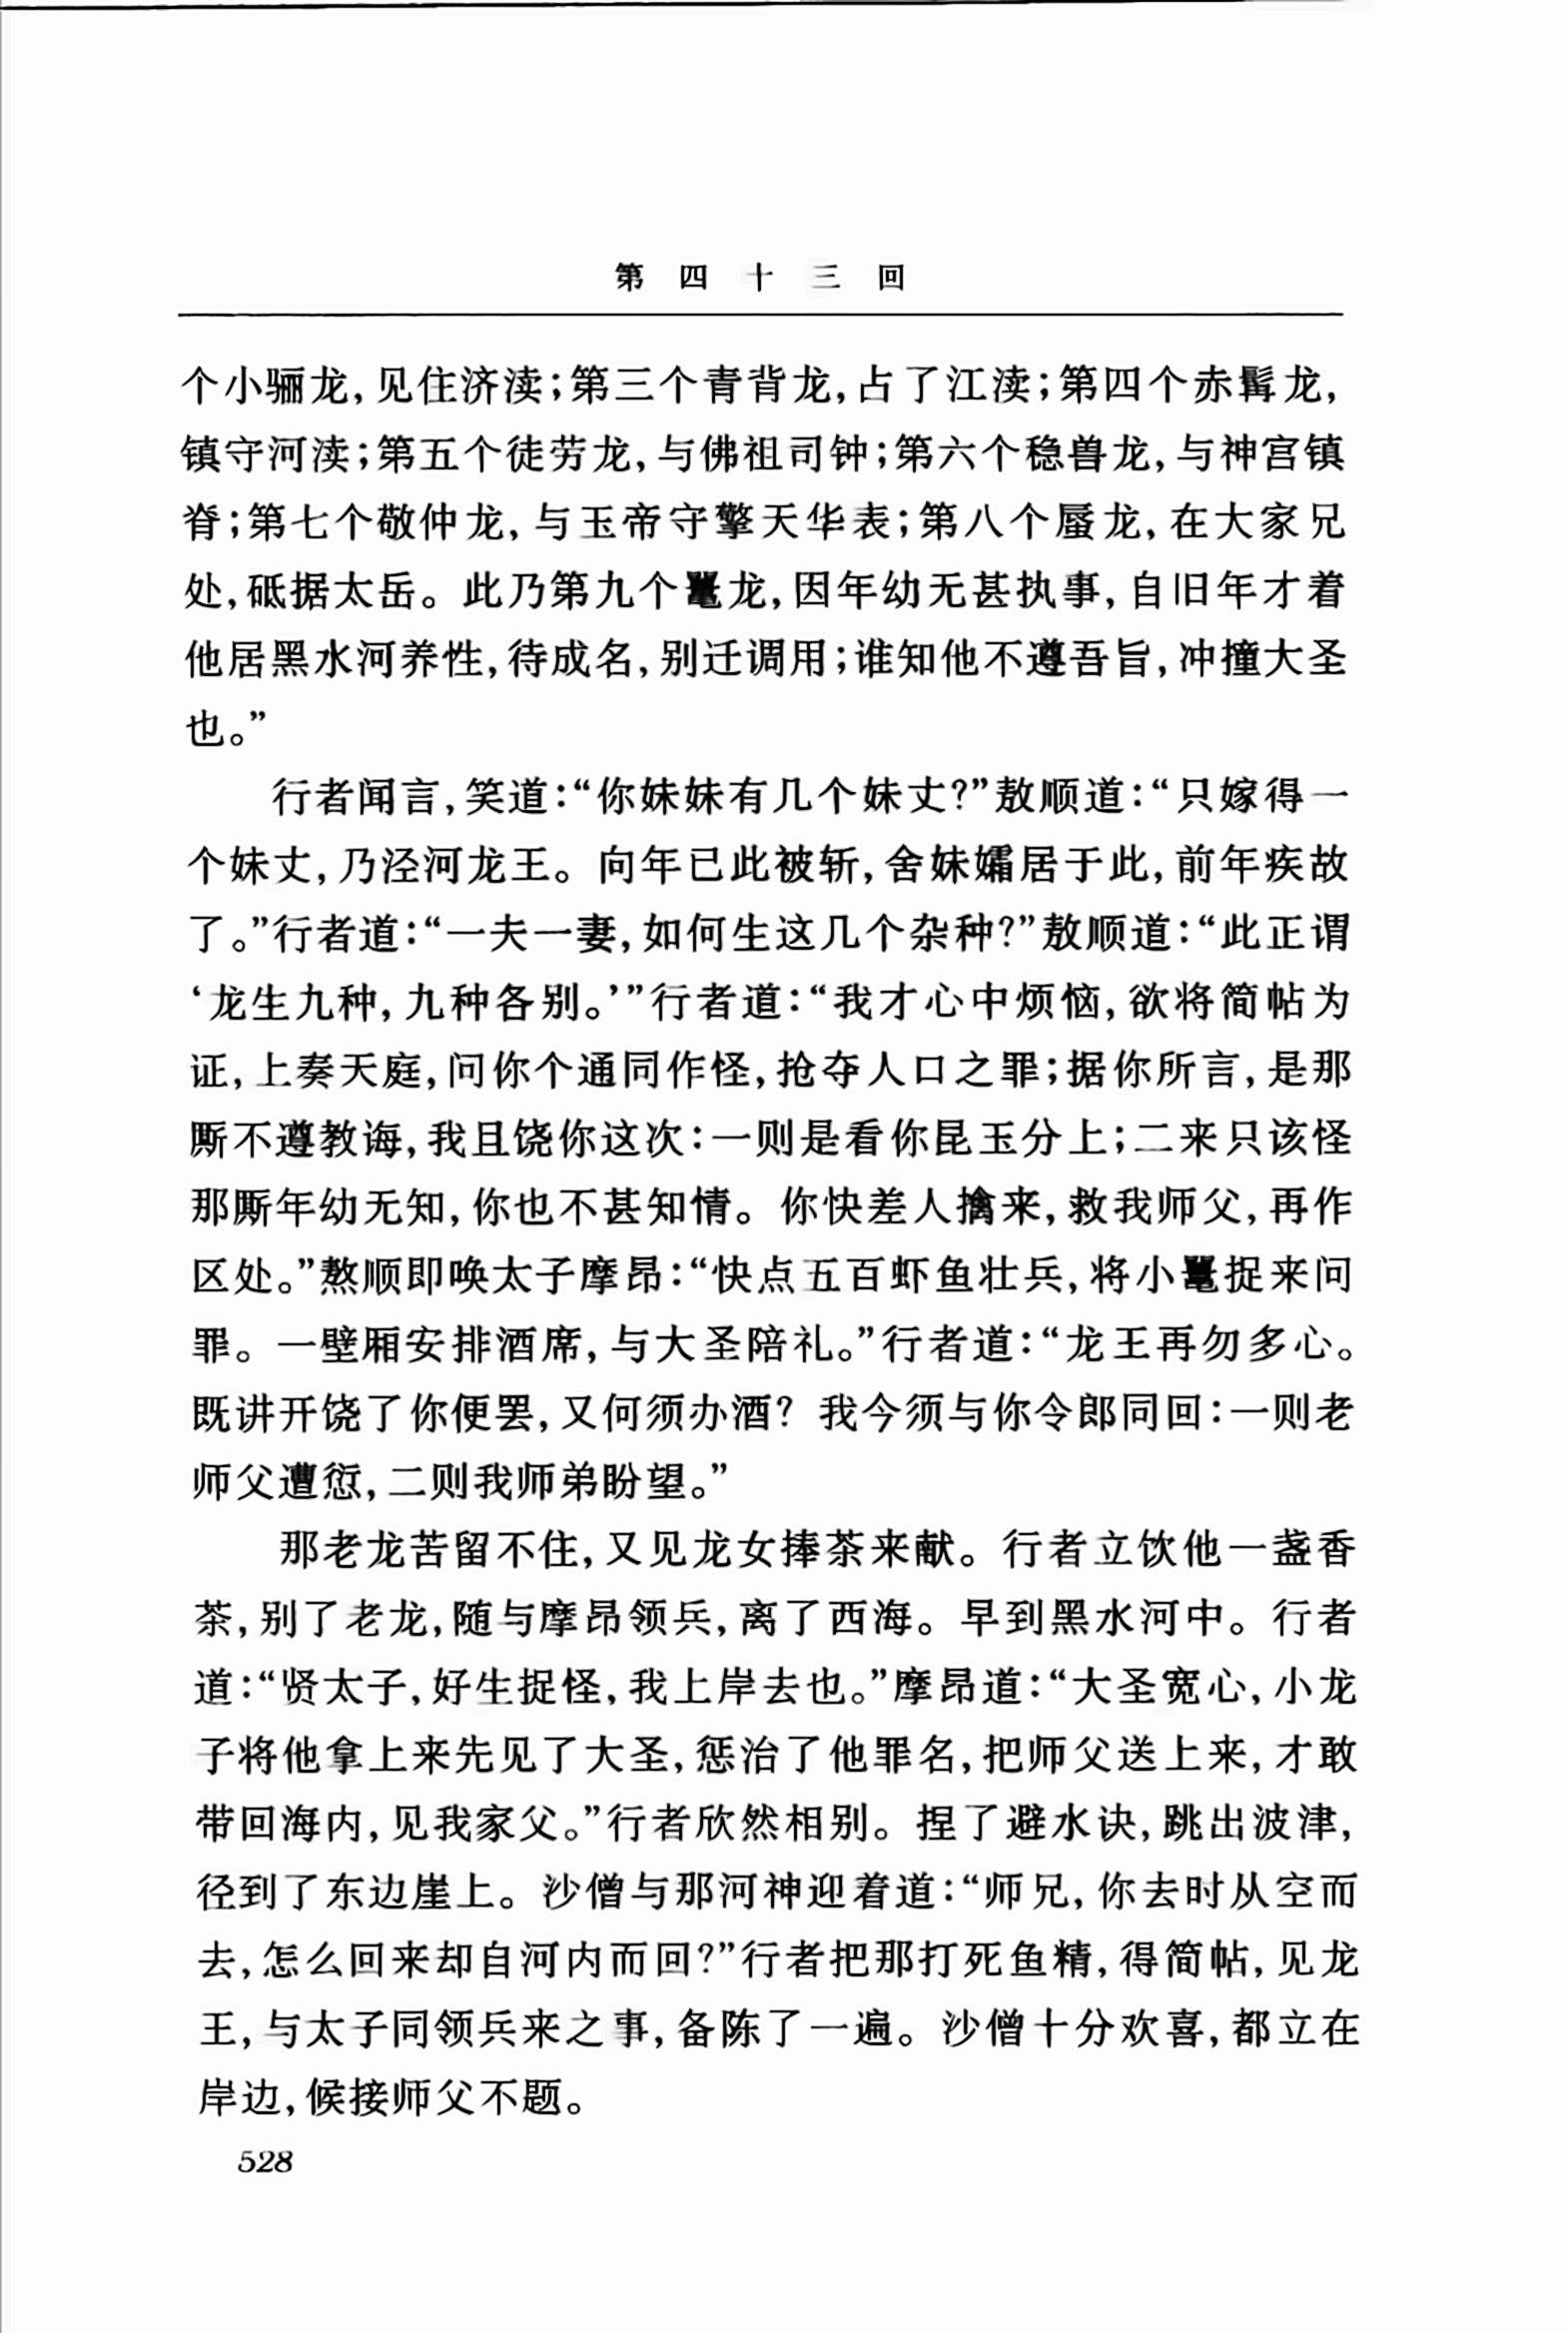 第四十三回
个小骊龙,见住济渎;第三个青背龙,占了江渎;第四个赤髯龙,
镇守河渎;第五个徒劳龙,与佛祖司钟;第六个稳兽龙,与神宫镇
脊;第七个敬仲龙,与玉帝守擎天华表;第八个蜃龙,在大家兄
处,砥据太岳。此乃第九个鼍龙,因年幼无甚执事,自旧年才着
他居黑水河养性,待成名,别迁调用;谁知他不遵吾旨,冲撞大圣
也。”
行者闻言,笑道:“你妹妹有几个妹丈?”敖顺道:“只嫁得一
个妹丈,乃泾河龙王。向年已此被斩,舍妹孀居于此,前年疾故
了。”行者道:“一夫一妻,如何生这几个杂种?”敖顺道:“此正谓
‘龙生九种,九种各别。’”行者道:“我才心中烦恼,欲将简帖为
证,上奏天庭,问你个通同作怪,抢夺人口之罪;据你所言,是那
厮不遵教诲,我且饶你这次:一则是看你昆玉分上;二来只该怪
那厮年幼无知,你也不甚知情。你快差人擒来,救我师父,再作
区处。”熬顺即唤太子摩昂:“快点五百虾鱼壮兵,将小鼍捉来问
罪。一壁厢安排酒席,与大圣陪礼。”行者道:“龙王再勿多心。
既讲开饶了你便罢,又何须办酒?我今须与你令郎同回:一则老
师父遭愆,二则我师弟盼望。”
那老龙苦留不住,又见龙女捧茶来献。行者立饮他一盏香
茶,别了老龙,随与摩昂领兵,离了西海。早到黑水河中。行者
道:“贤太子,好生捉怪,我上岸去也。”摩昂道:“大圣宽心,小龙
子将他拿上来先见了大圣,惩治了他罪名,把师父送上来,才敢
带回海内,见我家父。”行者欣然相别。捏了避水诀,跳出波津,
径到了东边崖上。沙僧与那河神迎着道:“师兄,你去时从空而
去,怎么回来却自河内而回?”行者把那打死鱼精,得简帖,见龙
王,与太子同领兵来之事,备陈了一遍。沙僧十分欢喜,都立在
岸边,候接师父不题。
528